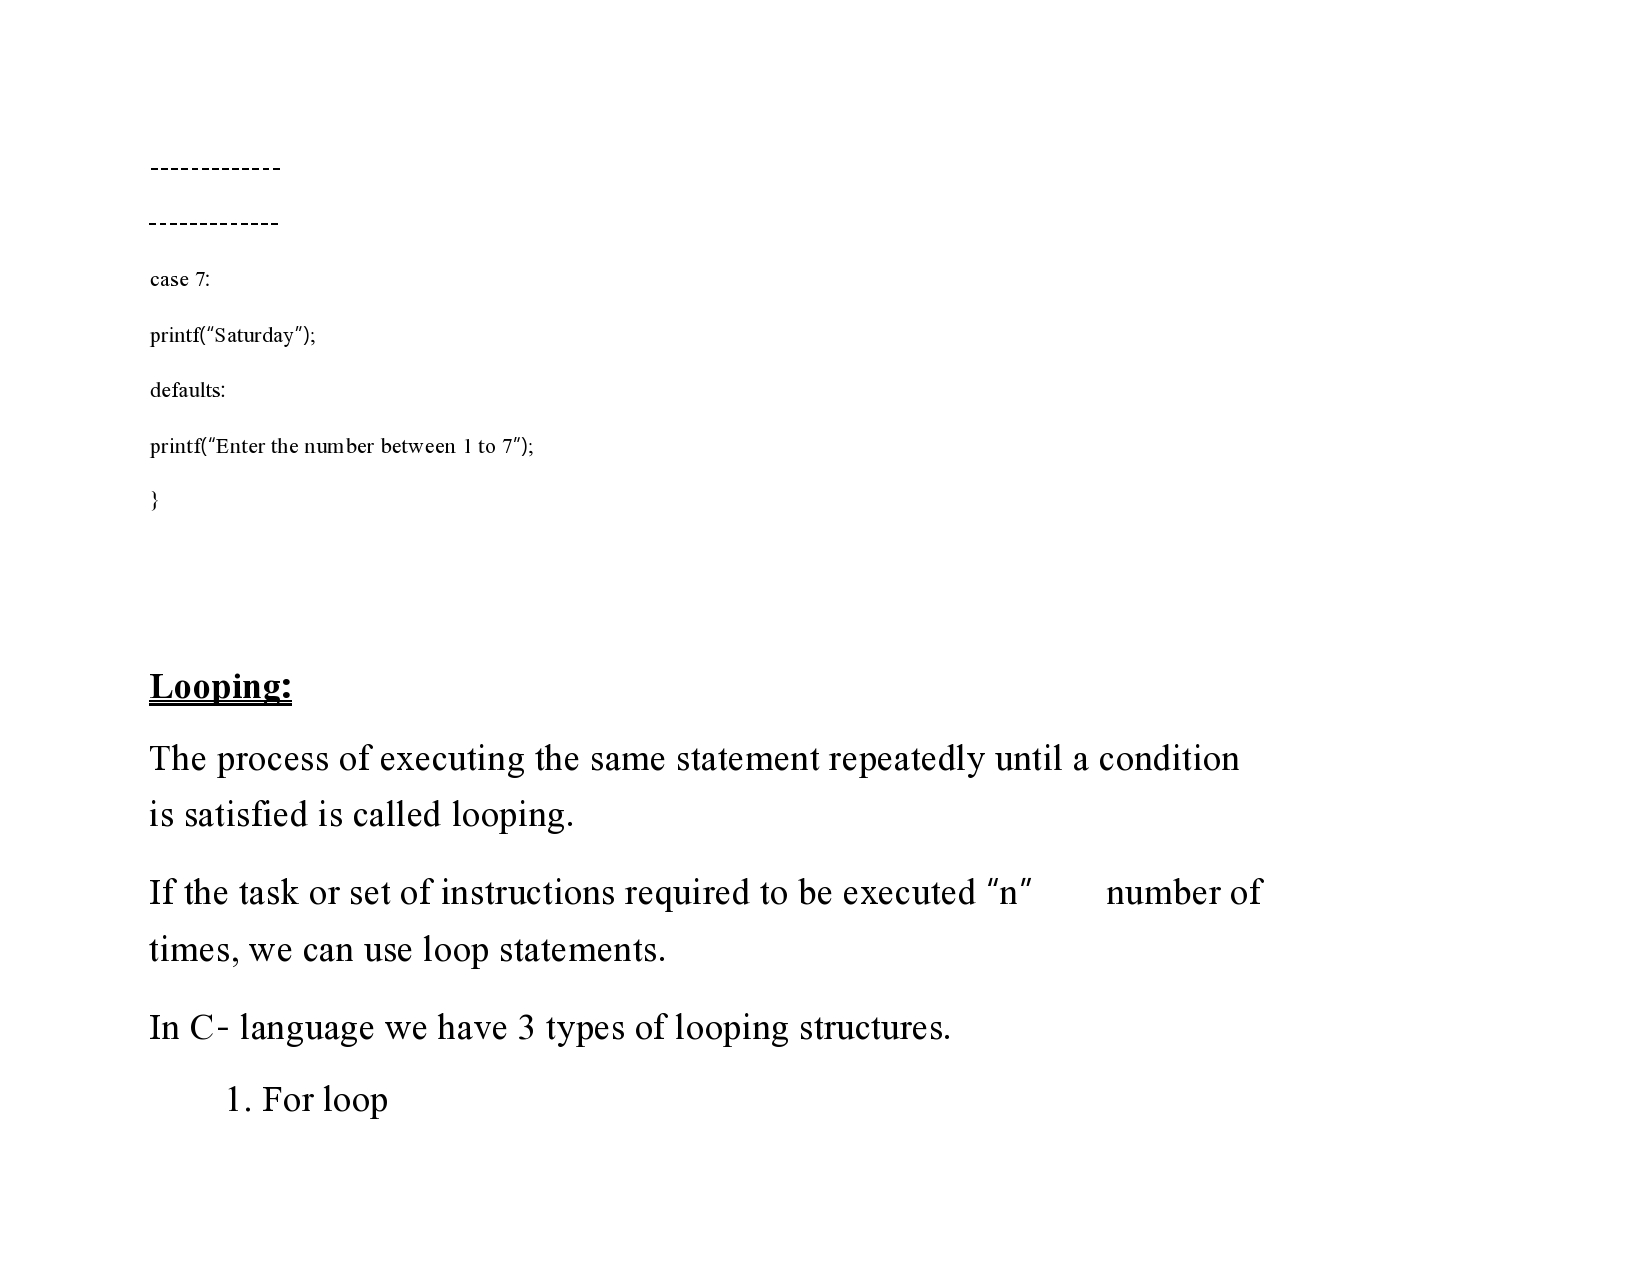 -------------
-------------
case 7:
printf(“Saturday”);
defaults:
printf(“Enter the number between 1 to 7”);
}
Looping:
The process of executing the same statement repeatedly until a condition
is satisfied is called looping.
If the task or set of instructions required to be executed “n” number of
times, we can use loop statements.
In C- language we have 3 types of looping structures.
1. For loop